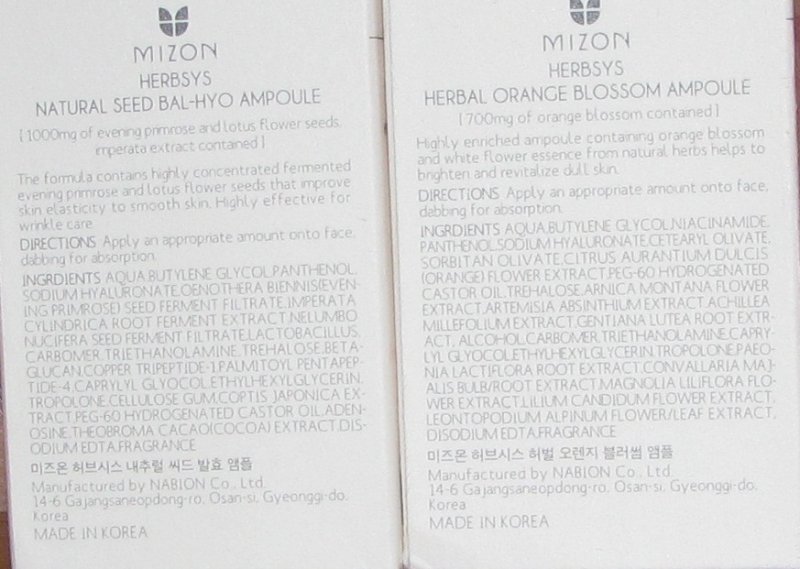 MIZON
HERBSYS
NATURAL SEED BAL-HYO AMPOULE
[1000mg of evening primrose and lotus flower seeds,
imperata extract contained]
The formula contains highly concentrated fermented
evening primrose and lotus flower seeds that improve
skin elasticity to smooth skin. Highly effective for
wrinkle care
DIRECTIONS Apply an appropriate amount onto face,
dabbing for absorption.
INGRDIENTS AQUA,BUTYLENE GLYCOL,PANTHENOL,
SODIUM HYALURONATE,OENOTHERA BIENNIS(EVEN-
ING PRIMROSE) SEED FERMENT FILTRATE,IMPERATA
CYLINDRICA ROOT FERMENT EXTRACT,NELUMBO
NUCIFERA SEED FERMENT FILTRATE,LACTOBACILLUS,
CARBOMER,TRIETHANOLAMINE, TREHALOSE,BETA-
GLUCAN,COPPER TRIPEPTIDE-1,PALMITOYL PENTAPEP-
TIDE-4,CAPRYLYL GLYOCOL,ETHYLHEXYLGLYCERIN,
TROPOLONE,CELLULOSE GUM,COPTIS JAPONICA EX-
TRACT,PEG-60 HYDROGENATED CASTOR OIL,ADEN-
OSINE,THEOBROMA CACAO(COCOA) EXTRACT,DIS-
ODIUM EDTA,FRAGRANCE
미즈온 허브시스 내추럴 씨드 발효 앰플
Manufactured by NABION Co., Ltd.
14-6 Gajangsaneopdong-ro, Osan-si, Gyeonggi-do,
Korea
MADE IN KOREA
MIZON
HERBSYS
HERBAL ORANGE BLOSSOM AMPOULE
[700mg of orange blossom contained]
Highly enriched ampoule containing orange blossom
and white flower essence from natural herbs helps to
brighten and revitalize dull skin.
DIRECTIONS Apply an appropriate amount onto face,
dabbing for absorption.
INGRDIENTS AQUA,BUTYLENE GLYCOL,NIACINAMIDE,
PANTHENOL,SODIUM HYALURONATE,CETEARYL OLIVATE,
SORBITAN OLIVATE,CITRUS AURANTIUM DULCIS
(ORANGE) FLOWER EXTRACT,PEG-60 HYDROGENATED
CASTOR OIL,TREHALOSE,ARNICA MONTANA FLOWER
EXTRACT,ARTEMISIA ABSINTHIUM EXTRACT,ACHILLEA
MILLEFOLIUM EXTRACT,GENTIANA LUTEA ROOT EXTR-
ACT, ALCOHOL,CARBOMER,TRIETHANOLAMINE,CAPRY-
LYL GLYOCOL,ETHYLHEXYLGLYCERIN,TROPOLONE,PAEO-
NIA LACTIFLORA ROOT EXTRACT,CONVALLARIA MAJ-
ALIS BULB/ROOT EXTRACT,MAGNOLIA LILIFLORA FLO-
WER EXTRACT,LILIUM CANDIDUM FLOWER EXTRACT,
LEONTOPODIUM ALPINUM FLOWER/LEAF EXTRACT,
DISODIUM EDTA,FRAGRANCE
미즈온 허브시스 허벌 오렌지 블러썸 앰플
Manufactured by NABION Co., Ltd.
14-6 Gajangsaneopdong-ro, Osan-si, Gyeonggi-do,
Korea
MADE IN KOREA